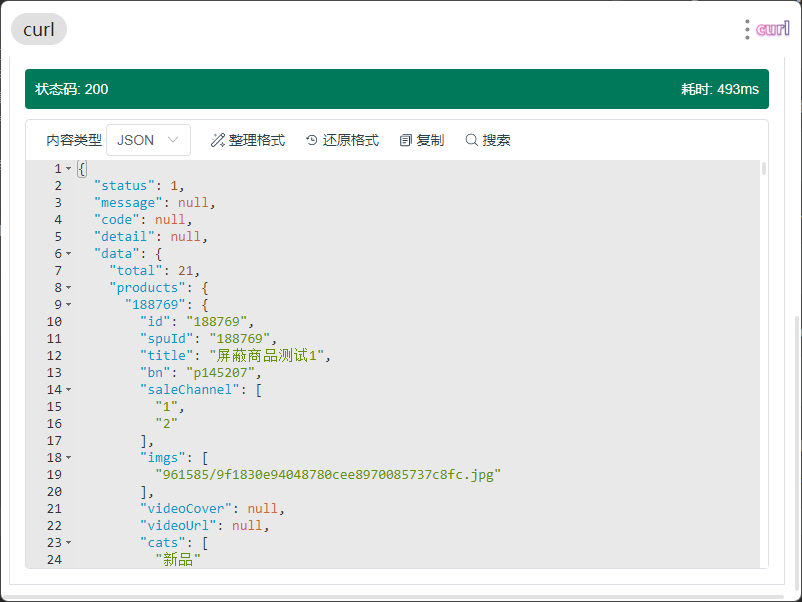 curl
curl
状态码: 200 耗时: 493ms
内容类型 JSON 整理格式 还原格式 复制 搜索
1 {
2 "status": 1,
3 "message": null,
4 "code": null,
5 "detail": null,
6 "data": {
7 "total": 21,
8 "products": {
9 "188769": {
10 "id": "188769",
11 "spuId": "188769",
12 "title": "屏蔽商品测试1",
13 "bn": "p145207",
14 "saleChannel": [
15 "1",
16 "2"
17 ],
18 "imgs": [
19 "961585/9f1830e94048780cee8970085737c8fc.jpg"
20 ],
21 "videoCover": null,
22 "videoUrl": null,
23 "cats": [
24 "新品"